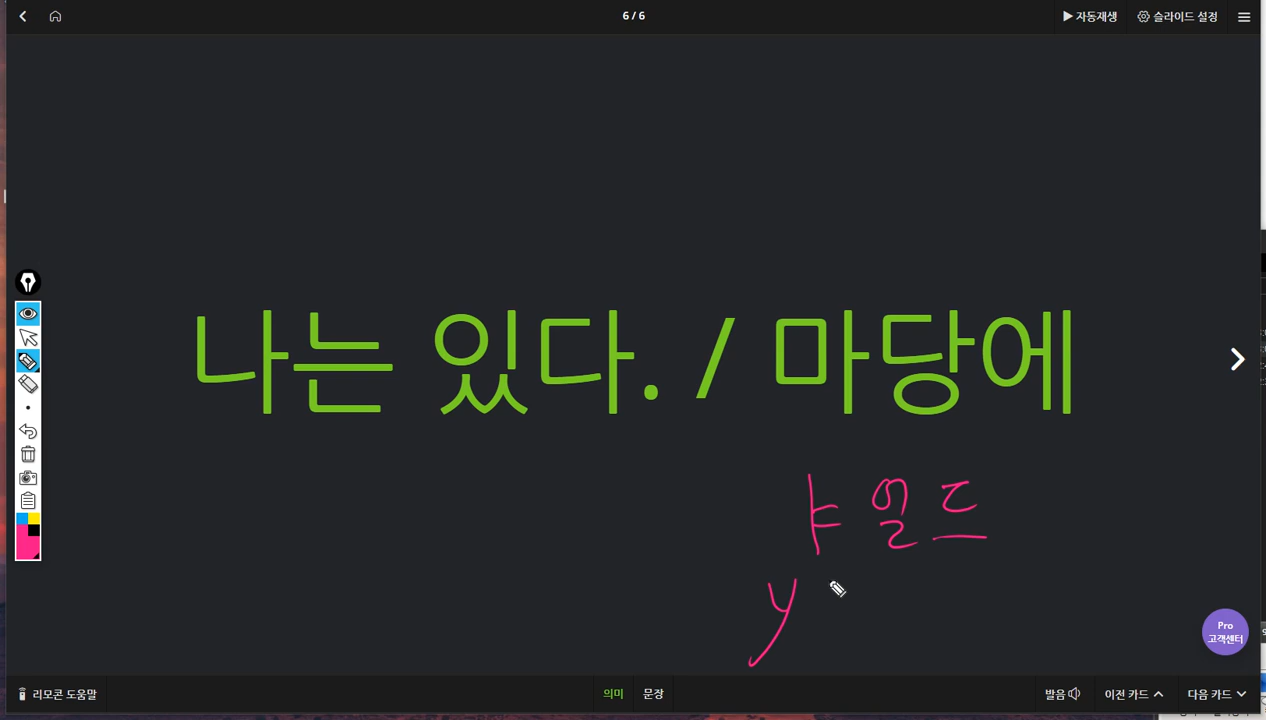 6 / 6
자동재생
슬라이드 설정
나는 있다. / 마당에
ㅑ 일드
y
Pro
고객센터
리모콘 도움말
의미
문장
발음
이전 카드
다음 카드